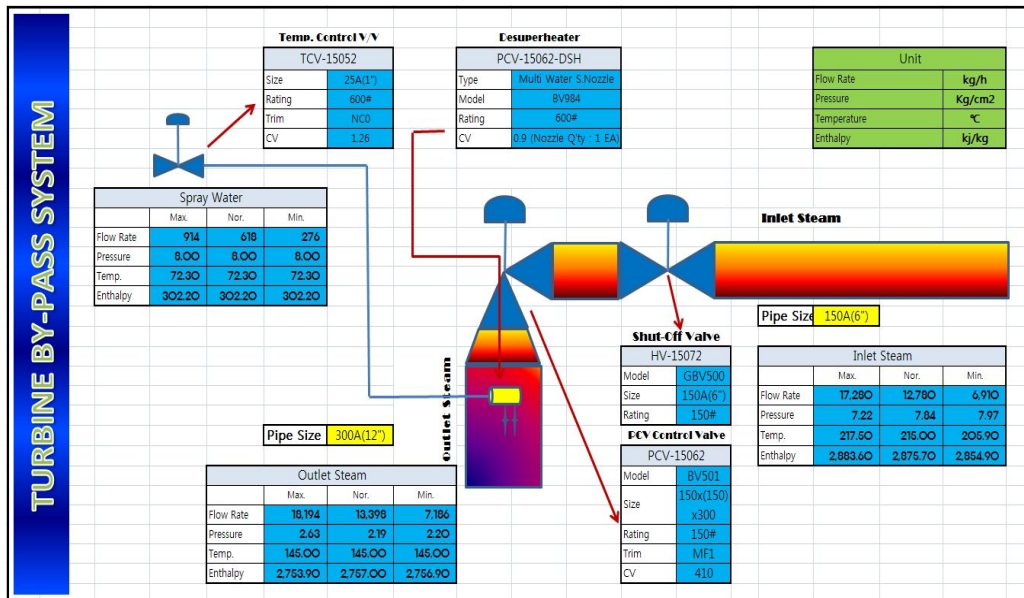 TURBINE BY-PASS SYSTEM
Temp. Control V/V
TCV-15052
Size 25A(1")
Rating 600#
Trim NC0
CV 1.26
Desuperheater
PCV-15062-DSH
Type Multi Water S.Nozzle
Model BV984
Rating 600#
CV 0.9 (Nozzle Q'ty : 1 EA)
Unit
Flow Rate kg/h
Pressure Kg/cm2
Temperature ℃
Enthalpy kj/kg
Spray Water
Max. Nor. Min.
Flow Rate 914 618 276
Pressure 8.00 8.00 8.00
Temp. 72.30 72.30 72.30
Enthalpy 302.20 302.20 302.20
Inlet Steam
Pipe Size 150A(6")
Shut-Off Valve
HV-15072
Model GBV500
Size 150A(6")
Rating 150#
Inlet Steam
Max. Nor. Min.
Flow Rate 17,280 12,780 6,910
Pressure 7.22 7.84 7.97
Temp. 217.50 215.00 205.90
Enthalpy 2,883.60 2,875.70 2,854.90
Outlet Steam
Pipe Size 300A(12")
PCV Control Valve
PCV-15062
Model BV501
Size 150x(150)
x300
Rating 150#
Trim MF1
CV 410
Outlet Steam
Max. Nor. Min.
Flow Rate 18,194 13,398 7,186
Pressure 2.63 2.19 2.20
Temp. 145.00 145.00 145.00
Enthalpy 2,753.90 2,757.00 2,756.90